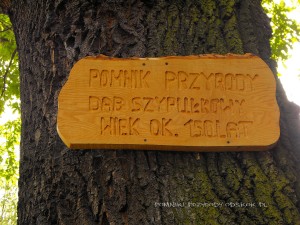 POMNIK PRZYRODY
DĄB SZYPUŁKOWY
WIEK OK. 150 LAT